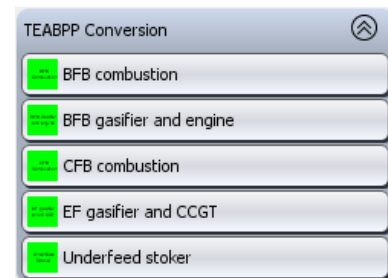 TEABPP Conversion
BFB combustion
BFB gasifier and engine
CFB combustion
EF gasifier and CCGT
Underfeed stoker